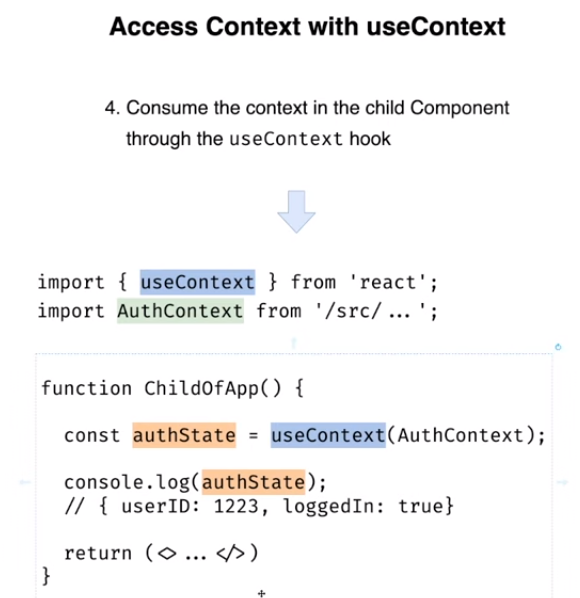 Access Context with useContext
4. Consume the context in the child Component
through the useContext hook
import { useContext } from 'react';
import AuthContext from '/src/ ... ';
function ChildOfApp() {
const authState = useContext(AuthContext);
console.log(authState);
// { userID: 1223, loggedIn: true}
return (<> ... </>)
}